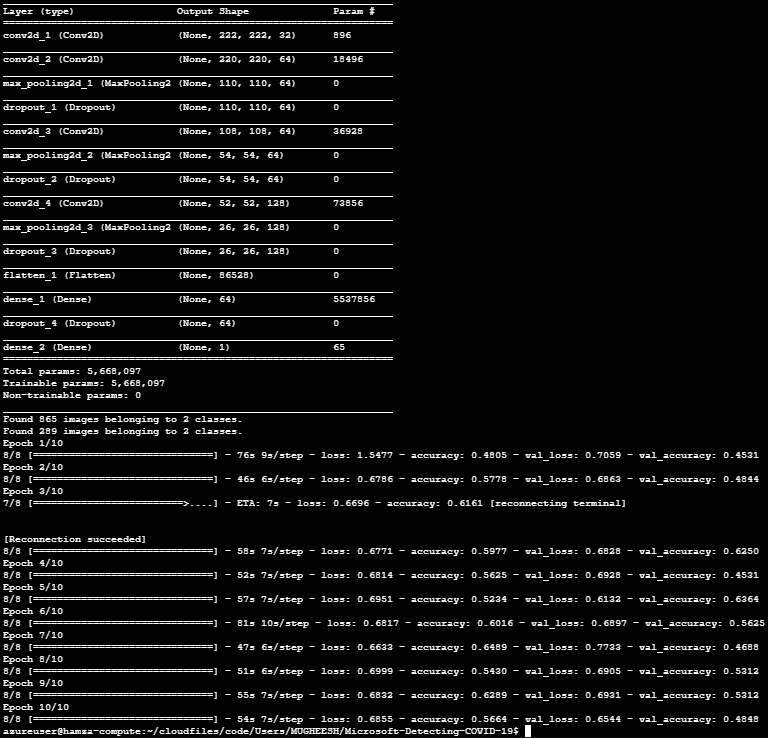 Layer (type) Output Shape Param #
=================================================================
conv2d_1 (Conv2D) (None, 222, 222, 32) 896
conv2d_2 (Conv2D) (None, 220, 220, 64) 18496
max_pooling2d_1 (MaxPooling2 (None, 110, 110, 64) 0
dropout_1 (Dropout) (None, 110, 110, 64) 0
conv2d_3 (Conv2D) (None, 108, 108, 64) 36928
max_pooling2d_2 (MaxPooling2 (None, 54, 54, 64) 0
dropout_2 (Dropout) (None, 54, 54, 64) 0
conv2d_4 (Conv2D) (None, 52, 52, 128) 73856
max_pooling2d_3 (MaxPooling2 (None, 26, 26, 128) 0
dropout_3 (Dropout) (None, 26, 26, 128) 0
flatten_1 (Flatten) (None, 86528) 0
dense_1 (Dense) (None, 64) 5537856
dropout_4 (Dropout) (None, 64) 0
dense_2 (Dense) (None, 1) 65
=================================================================
Total params: 5,668,097
Trainable params: 5,668,097
Non-trainable params: 0
Found 865 images belonging to 2 classes.
Found 289 images belonging to 2 classes.
Epoch 1/10
8/8 [==============================] - 76s 9s/step - loss: 1.5477 - accuracy: 0.4805 - val_loss: 0.7059 - val_accuracy: 0.4531
Epoch 2/10
8/8 [==============================] - 46s 6s/step - loss: 0.6786 - accuracy: 0.5778 - val_loss: 0.6863 - val_accuracy: 0.4844
Epoch 3/10
7/8 [=========================>....] - ETA: 7s - loss: 0.6696 - accuracy: 0.6161 [reconnecting terminal]
[Reconnection succeeded]
8/8 [==============================] - 58s 7s/step - loss: 0.6771 - accuracy: 0.5977 - val_loss: 0.6828 - val_accuracy: 0.6250
Epoch 4/10
8/8 [==============================] - 52s 7s/step - loss: 0.6814 - accuracy: 0.5625 - val_loss: 0.6928 - val_accuracy: 0.4531
Epoch 5/10
8/8 [==============================] - 57s 7s/step - loss: 0.6951 - accuracy: 0.5234 - val_loss: 0.6132 - val_accuracy: 0.6364
Epoch 6/10
8/8 [==============================] - 81s 10s/step - loss: 0.6817 - accuracy: 0.6016 - val_loss: 0.6897 - val_accuracy: 0.5625
Epoch 7/10
8/8 [==============================] - 47s 6s/step - loss: 0.6633 - accuracy: 0.6489 - val_loss: 0.7733 - val_accuracy: 0.4688
Epoch 8/10
8/8 [==============================] - 51s 6s/step - loss: 0.6999 - accuracy: 0.5430 - val_loss: 0.6905 - val_accuracy: 0.5312
Epoch 9/10
8/8 [==============================] - 55s 7s/step - loss: 0.6832 - accuracy: 0.6289 - val_loss: 0.6931 - val_accuracy: 0.5312
Epoch 10/10
8/8 [==============================] - 54s 7s/step - loss: 0.6855 - accuracy: 0.5664 - val_loss: 0.6544 - val_accuracy: 0.4848
azureuser@hamza-compute:~/cloudfiles/code/Users/MUGHEESH/Microsoft-Detecting-COVID-19$